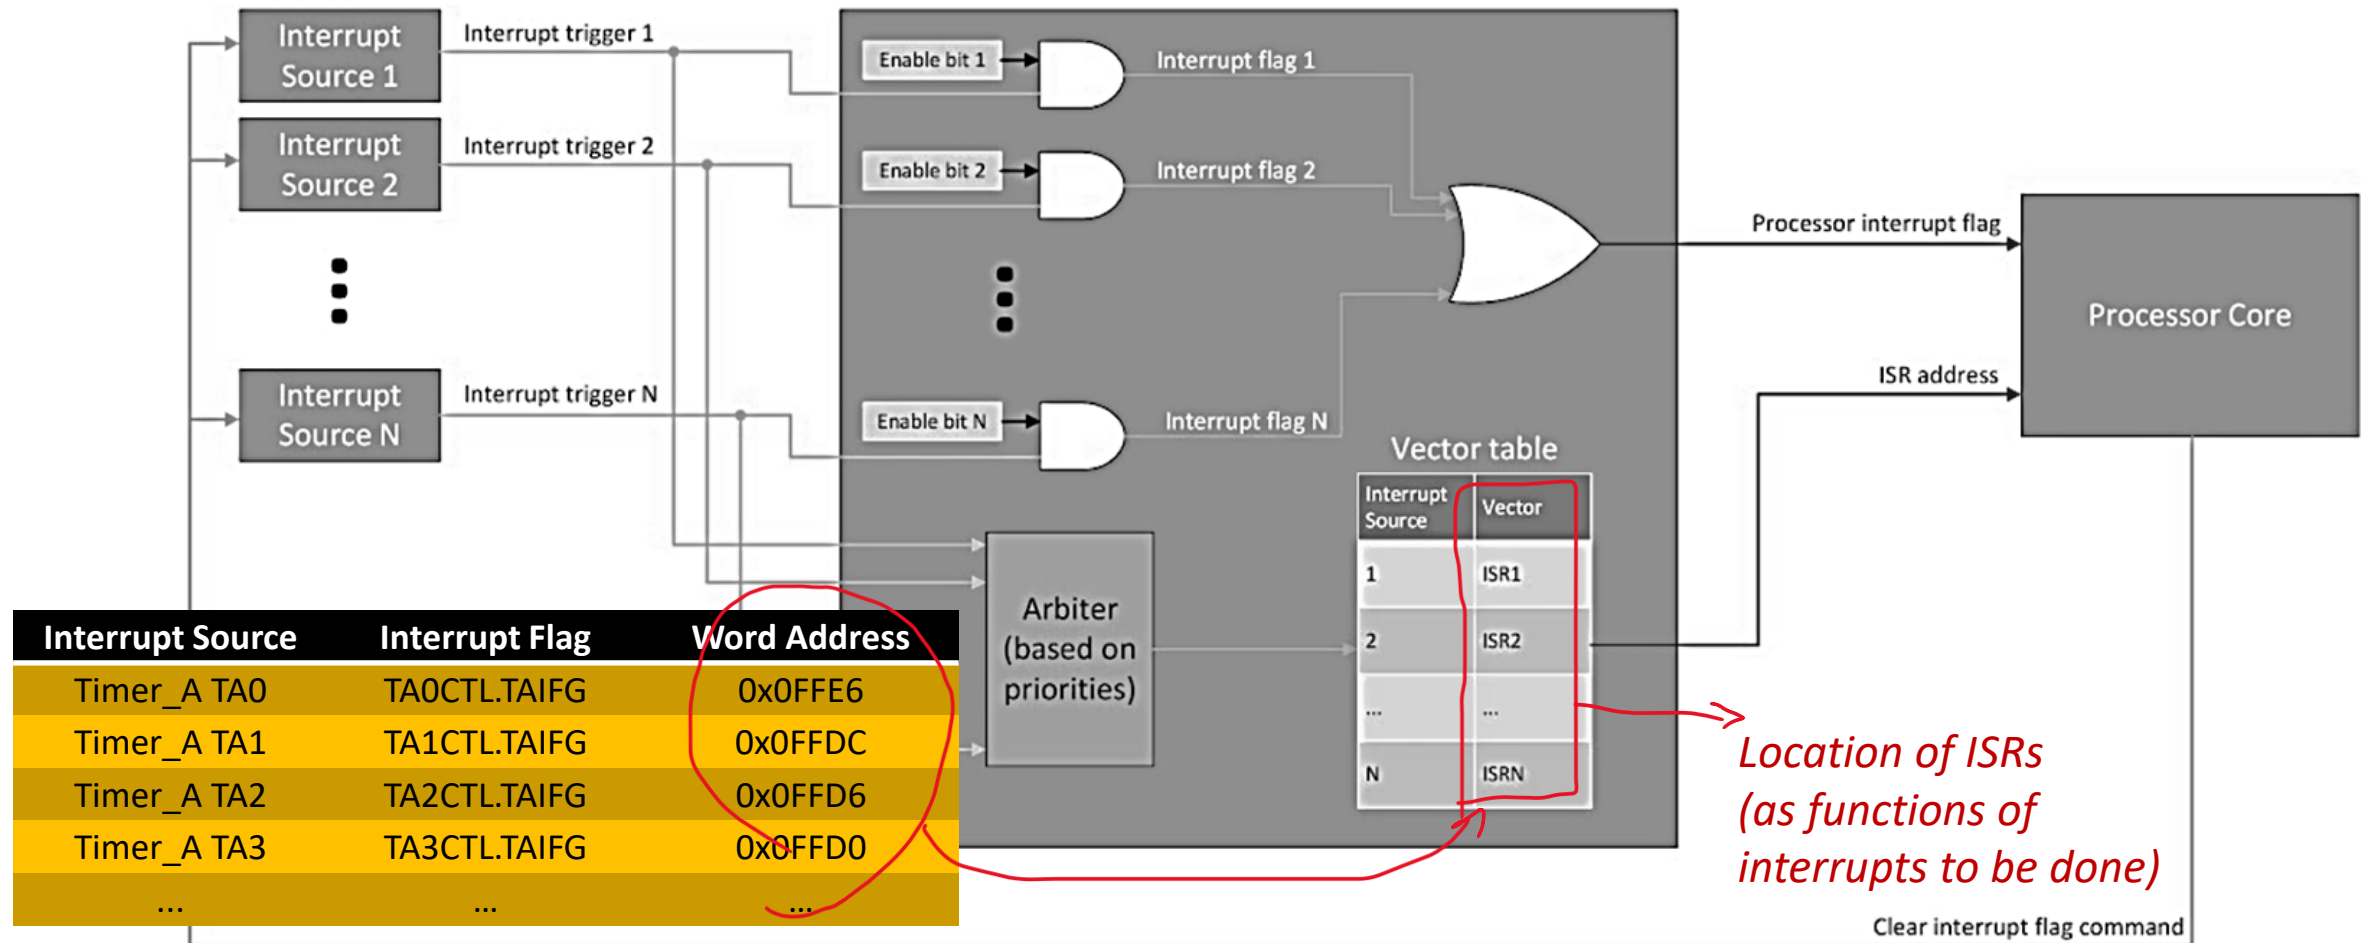 Interrupt
Source 1
Interrupt trigger 1
Enable bit 1
Interrupt flag 1
Interrupt
Source 2
Interrupt trigger 2
Enable bit 2
Interrupt flag 2
Processor interrupt flag
Processor Core
ISR address
Interrupt
Source N
Interrupt trigger N
Enable bit N
Interrupt flag N
Vector table
Interrupt
Source
Vector
1 ISR1
2 ISR2
... ...
N ISRN
Arbiter
(based on
priorities)
Interrupt Source Interrupt Flag Word Address
Timer_A TA0 TA0CTL.TAIFG 0x0FFE6
Timer_A TA1 TA1CTL.TAIFG 0x0FFDC
Timer_A TA2 TA2CTL.TAIFG 0x0FFD6
Timer_A TA3 TA3CTL.TAIFG 0x0FFD0
... ... ...
Location of ISRs
(as functions of
interrupts to be done)
Clear interrupt flag command